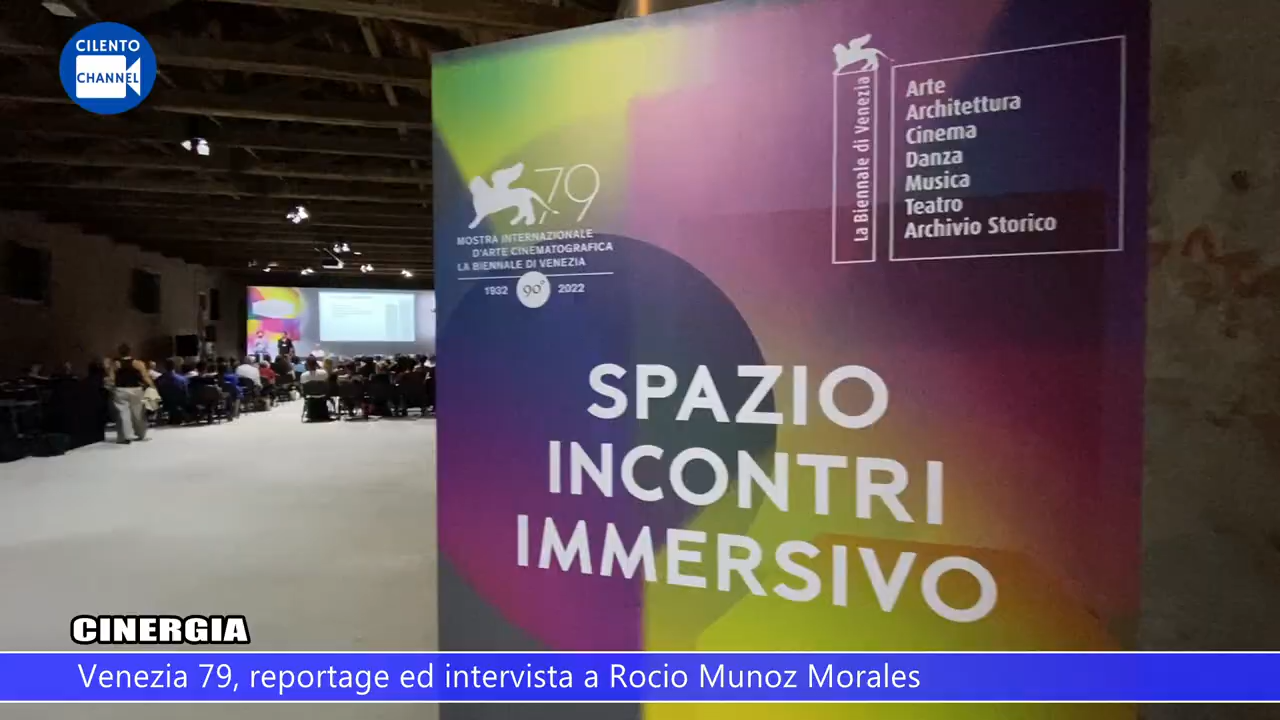 CILENTO
CHANNEL
La Biennale di Venezia
Arte
Architettura
Cinema
Danza
Musica
Teatro
Archivio Storico
79
MOSTRA INTERNAZIONALE
D'ARTE CINEMATOGRAFICA
LA BIENNALE DI VENEZIA
1932 90° 2022
SPAZIO
INCONTRI
IMMERSIVO
CINERGIA
Venezia 79, reportage ed intervista a Rocio Munoz Morales